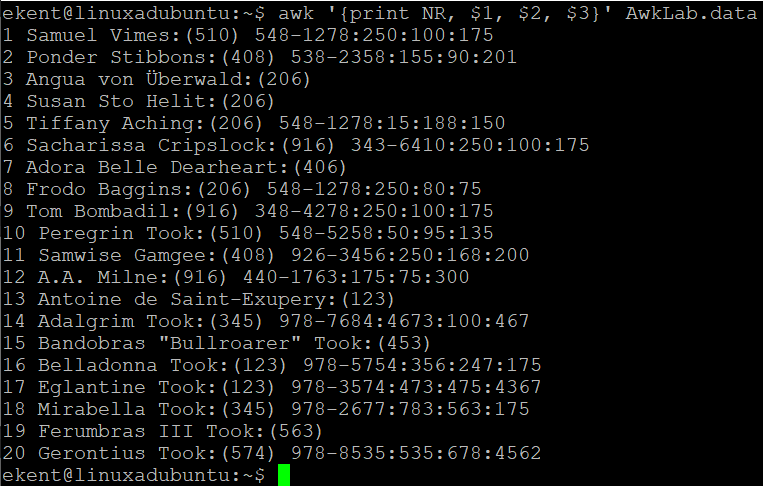 ekent@linuxadubuntu:~$ awk '{print NR, $1, $2, $3}' AwkLab.data
1 Samuel Vimes:(510) 548-1278:250:100:175
2 Ponder Stibbons:(408) 538-2358:155:90:201
3 Angua von Überwald:(206)
4 Susan Sto Helit:(206)
5 Tiffany Aching:(206) 548-1278:15:188:150
6 Sacharissa Cripslock:(916) 343-6410:250:100:175
7 Adora Belle Dearheart:(406)
8 Frodo Baggins:(206) 548-1278:250:80:75
9 Tom Bombadil:(916) 348-4278:250:100:175
10 Peregrin Took:(510) 548-5258:50:95:135
11 Samwise Gamgee:(408) 926-3456:250:168:200
12 A.A. Milne:(916) 440-1763:175:75:300
13 Antoine de Saint-Exupery:(123)
14 Adalgrim Took:(345) 978-7684:4673:100:467
15 Bandobras "Bullroarer" Took:(453)
16 Belladonna Took:(123) 978-5754:356:247:175
17 Eglantine Took:(123) 978-3574:473:475:4367
18 Mirabella Took:(345) 978-2677:783:563:175
19 Ferumbras III Took:(563)
20 Gerontius Took:(574) 978-8535:535:678:4562
ekent@linuxadubuntu:~$